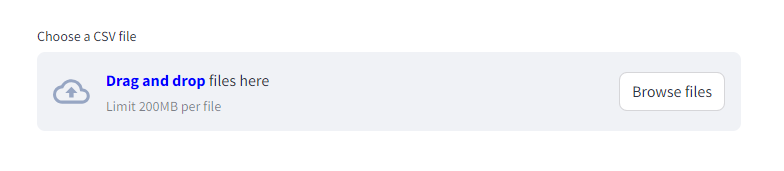 Choose a CSV file
Drag and drop files here
Limit 200MB per file
Browse files